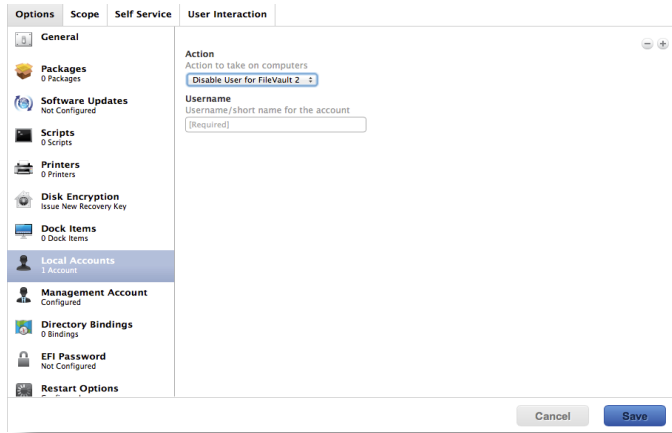 Options Scope Self Service User Interaction
General
Packages
0 Packages
Software Updates
Not Configured
Scripts
0 Scripts
Printers
0 Printers
Disk Encryption
Issue New Recovery Key
Dock Items
0 Dock Items
Local Accounts
1 Account
Management Account
Configured
Directory Bindings
0 Bindings
EFI Password
Not Configured
Restart Options
Action
Action to take on computers
Disable User for FileVault 2
Username
Username/short name for the account
[Required]
Cancel Save